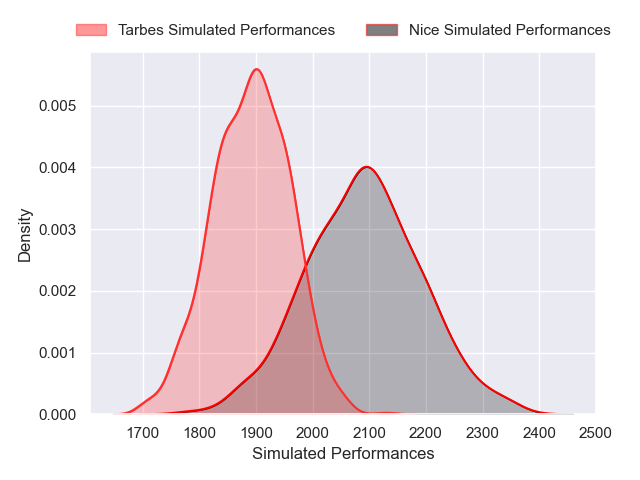 Tarbes Simulated Performances Nice Simulated Performances
0.005
0.004
0.003
0.002
0.001
0.000
Density
1700 1800 1900 2000 2100 2200 2300 2400 2500
Simulated Performances